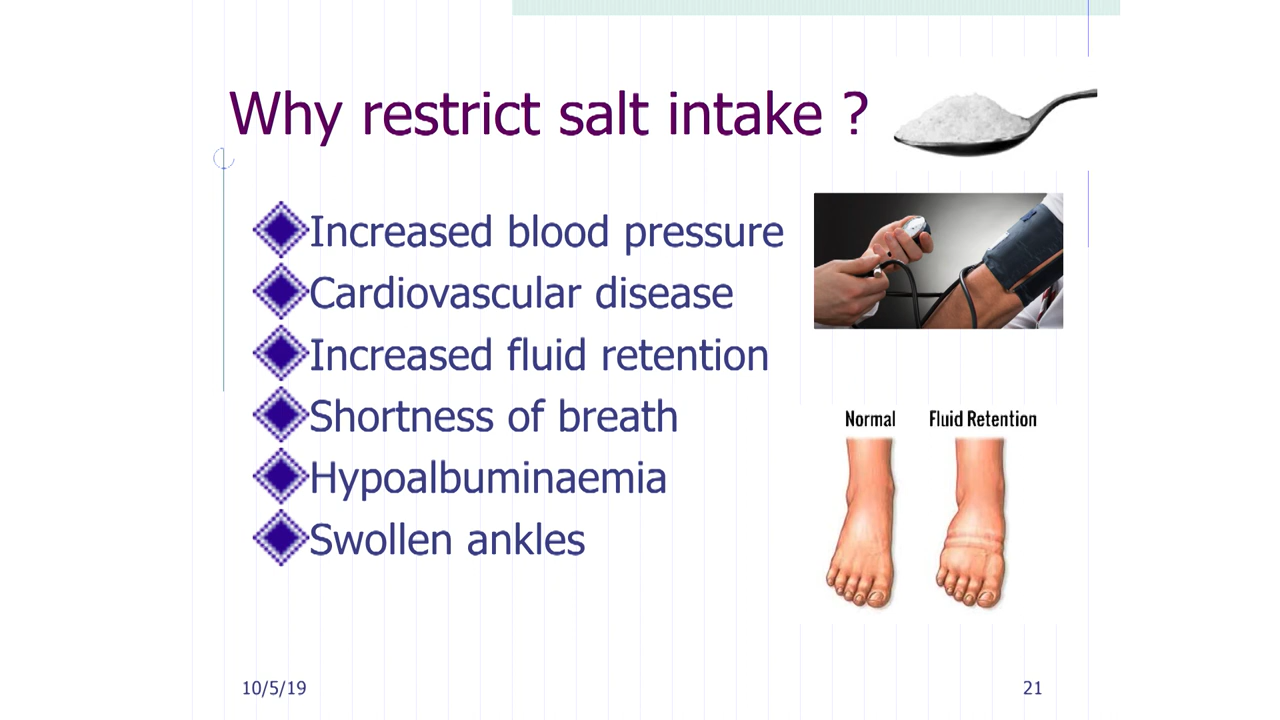 Why restrict salt intake ?
Increased blood pressure
Cardiovascular disease
Increased fluid retention
Shortness of breath
Hypoalbuminaemia
Swollen ankles
Normal
Fluid Retention
10/5/19
21